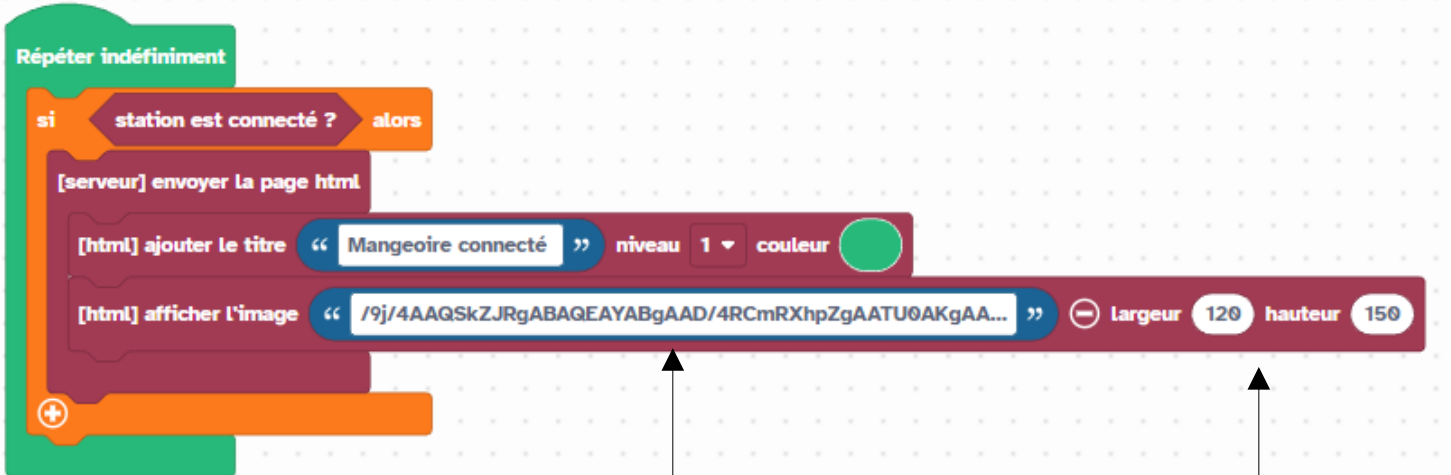 Répéter indéfiniment
si station est connecté ? alors
[serveur] envoyer la page html
[html] ajouter le titre “ Mangeoire connecté ” niveau 1 couleur
[html] afficher l'image “ /9j/4AAQSkZJRgABAQEAYABgAAD/4RCmRXhpZgAATU0AKgAA... ” largeur 120 hauteur 150